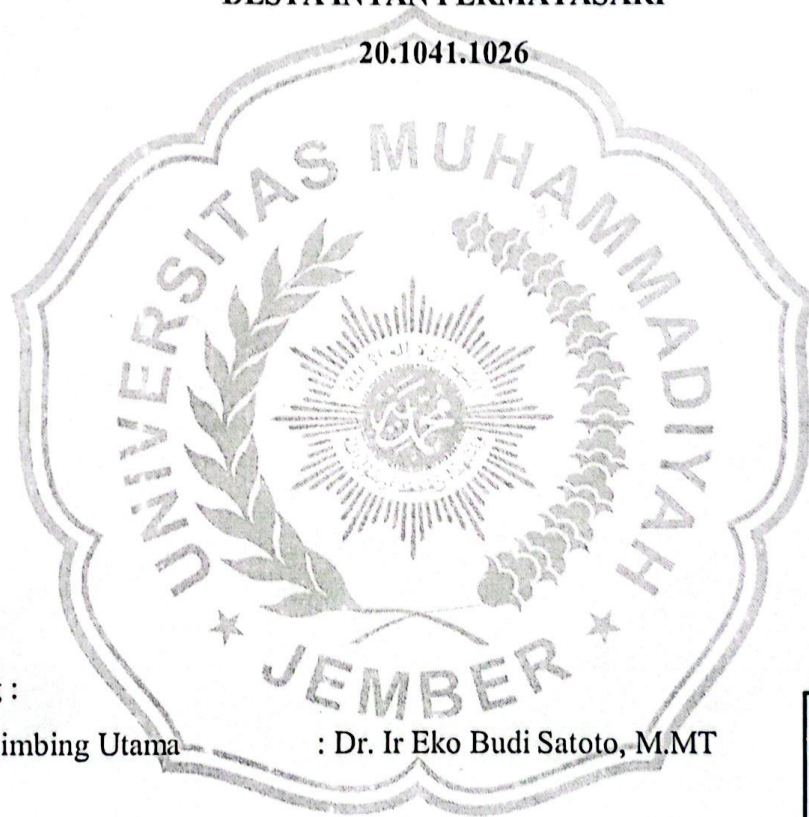 20.1041.1026
UNIVERSITAS MUHAMMADIYAH
JEMBER
:
imbing Utama : Dr. Ir Eko Budi Satoto, M.MT